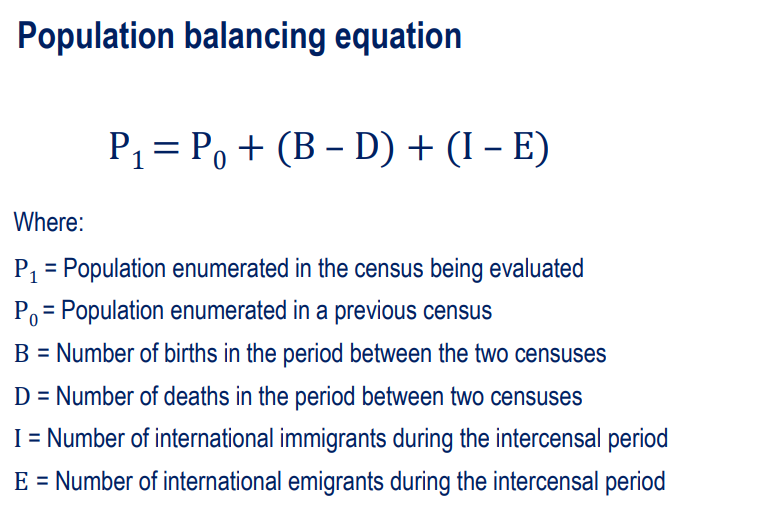 Population balancing equation
P₁ = P₀ + (B – D) + (I – E)
Where:
P₁ = Population enumerated in the census being evaluated
P₀ = Population enumerated in a previous census
B = Number of births in the period between the two censuses
D = Number of deaths in the period between two censuses
I = Number of international immigrants during the intercensal period
E = Number of international emigrants during the intercensal period